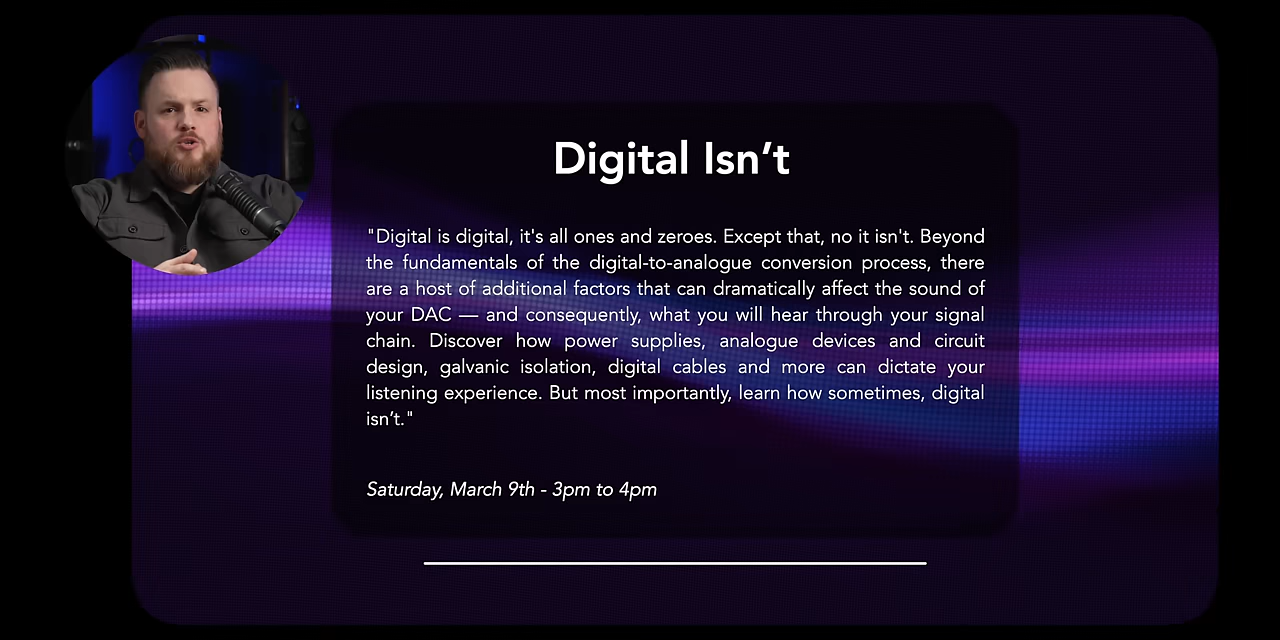 Digital Isn’t
"Digital is digital, it's all ones and zeroes. Except that, no it isn't. Beyond
the fundamentals of the digital-to-analogue conversion process, there
are a host of additional factors that can dramatically affect the sound of
your DAC — and consequently, what you will hear through your signal
chain. Discover how power supplies, analogue devices and circuit
design, galvanic isolation, digital cables and more can dictate your
listening experience. But most importantly, learn how sometimes, digital
isn’t."
Saturday, March 9th - 3pm to 4pm